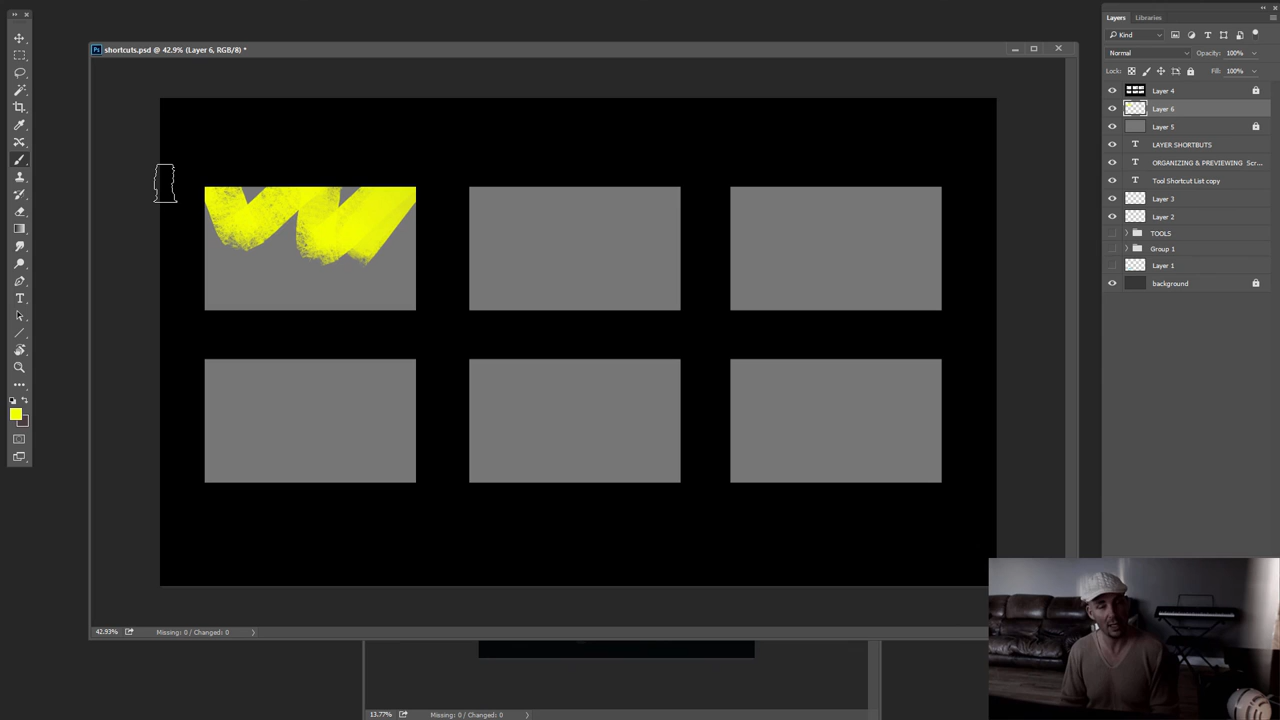 Ps shortcuts.psd @ 42.9% (Layer 6, RGB/8) *
Layers Libraries
Kind
Normal Opacity: 100%
Lock: Fill: 100%
Layer 4
Layer 6
Layer 5
T LAYER SHORTBUTS
T ORGANIZING & PREVIEWING Scr...
T Tool Shortcut List copy
Layer 3
Layer 2
TOOLS
Group 1
Layer 1
background
42.93% Missing: 0 / Changed: 0
13.77% Missing: 0 / Changed: 0